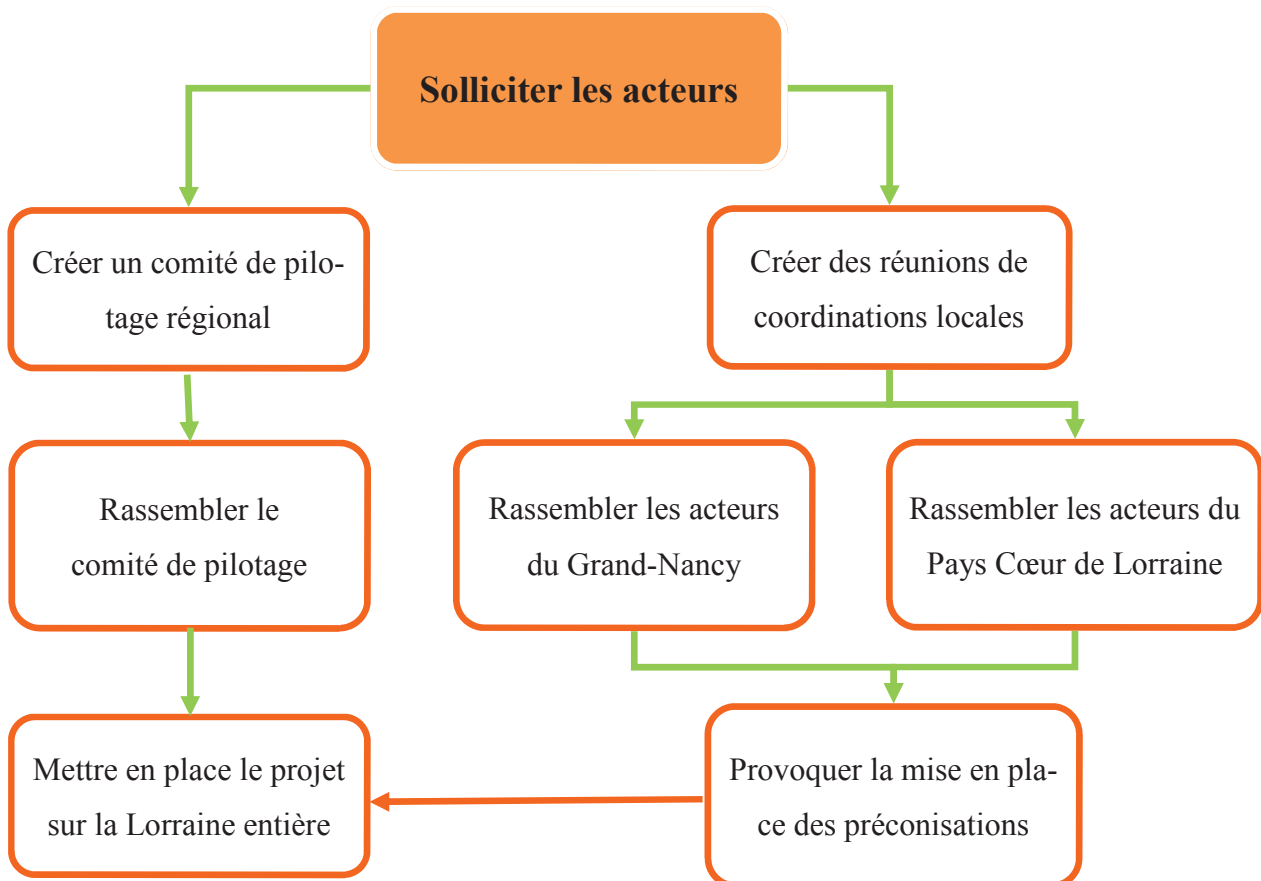 Solliciter les acteurs
Créer un comité de pilo-
tage régional
Créer des réunions de
coordinations locales
Rassembler le
comité de pilotage
Rassembler les acteurs
du Grand-Nancy
Rassembler les acteurs du
Pays Cœur de Lorraine
Mettre en place le projet
sur la Lorraine entière
Provoquer la mise en pla-
ce des préconisations